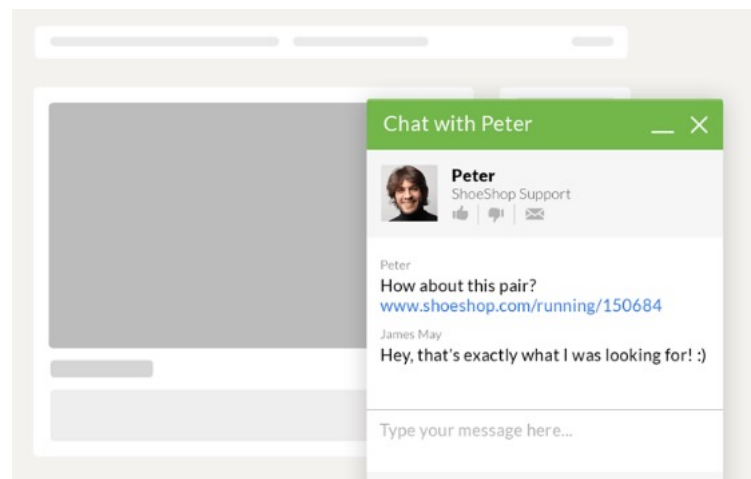 Chat with Peter
Peter
ShoeShop Support
Peter
How about this pair?
www.shoeshop.com/running/150684
James May
Hey, that's exactly what I was looking for! :)
Type your message here...